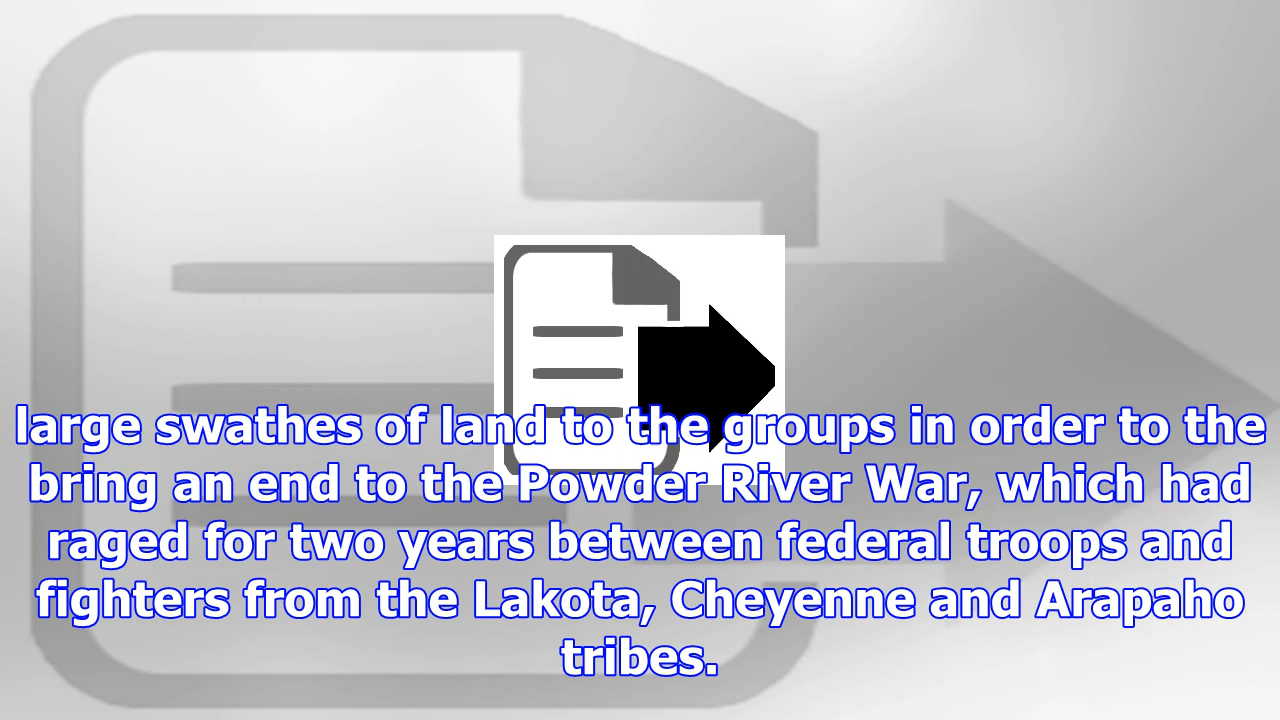 large swathes of land to the groups in order to the
bring an end to the Powder River War, which had
raged for two years between federal troops and
fighters from the Lakota, Cheyenne and Arapaho
tribes.